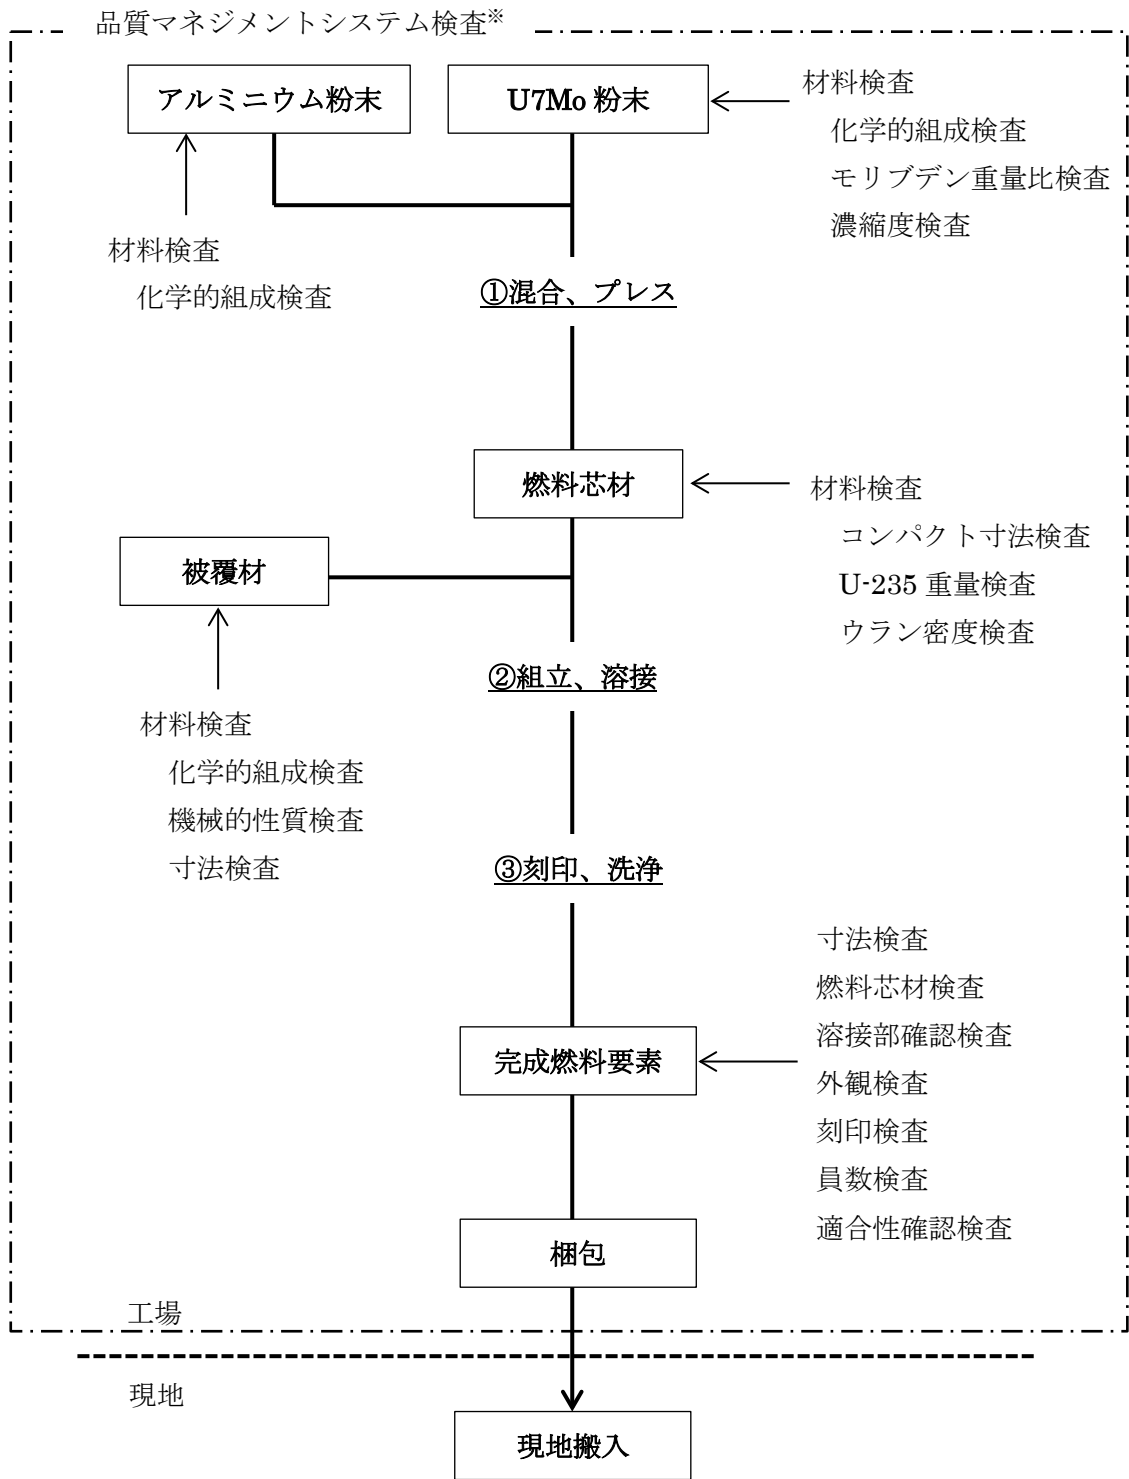 品質マネジメントシステム検査※
アルミニウム粉末
U7Mo 粉末
材料検査
化学的組成検査
モリブデン重量比検査
濃縮度検査
材料検査
化学的組成検査
①混合、プレス
燃料芯材
材料検査
コンパクト寸法検査
U-235 重量検査
ウラン密度検査
被覆材
材料検査
化学的組成検査
機械的性質検査
寸法検査
②組立、溶接
③刻印、洗浄
完成燃料要素
寸法検査
燃料芯材検査
溶接部確認検査
外観検査
刻印検査
員数検査
適合性確認検査
梱包
工場
現地
現地搬入